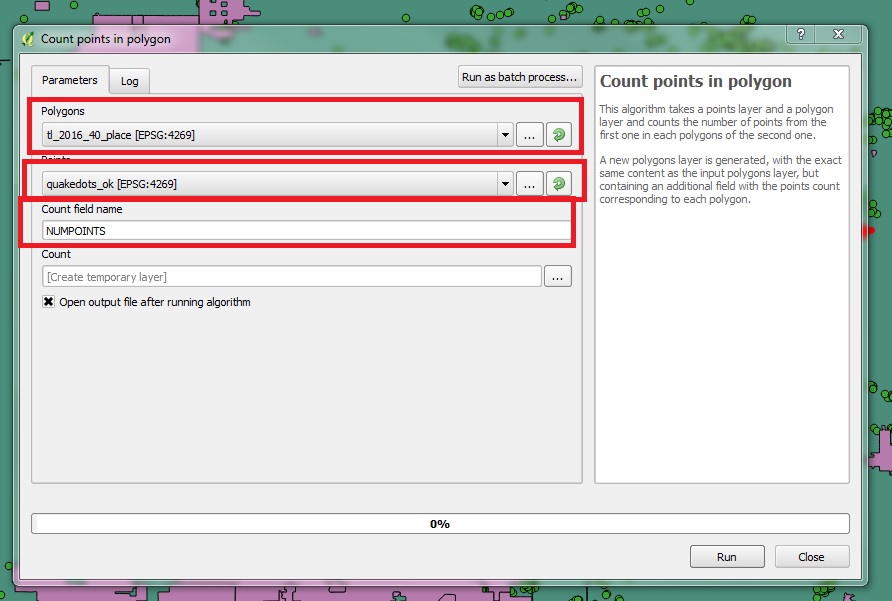 Count points in polygon
?
Parameters
Log
Run as batch process...
Polygons
tl_2016_40_place [EPSG:4269]
...
quakedots_ok [EPSG:4269]
...
Count field name
NUMPOINTS
Count
[Create temporary layer]
...
Open output file after running algorithm
Count points in polygon
This algorithm takes a points layer and a polygon
layer and counts the number of points from the
first one in each polygons of the second one.
A new polygons layer is generated, with the exact
same content as the input polygons layer, but
containing an additional field with the points count
corresponding to each polygon.
0%
Run
Close